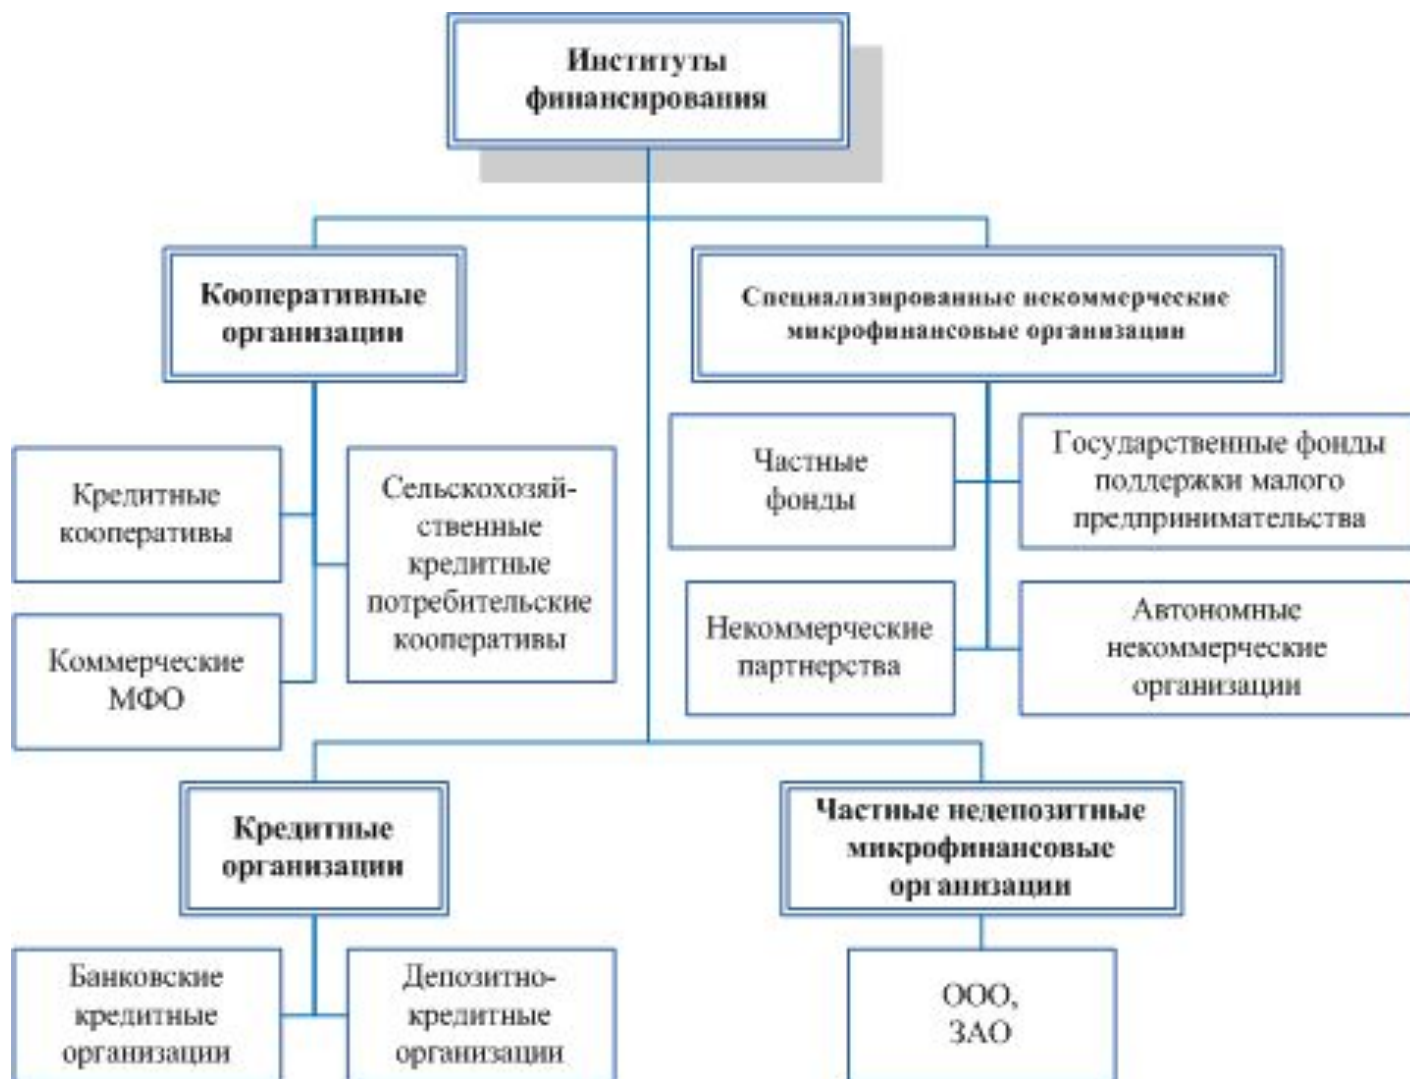 Институты
финансирования
Кооперативные
организации
Специализированные некоммерческие
микрофинансовые организации
Кредитные
кооперативы
Сельскохозяй-
ственные
кредитные
потребительские
кооперативы
Коммерческие
МФО
Частные
фонды
Государственные фонды
поддержки малого
предпринимательства
Некоммерческие
партнерства
Автономные
некоммерческие
организации
Кредитные
организации
Частные недепозитные
микрофинансовые
организации
Банковские
кредитные
организации
Депозитно-
кредитные
организации
ООО,
ЗАО